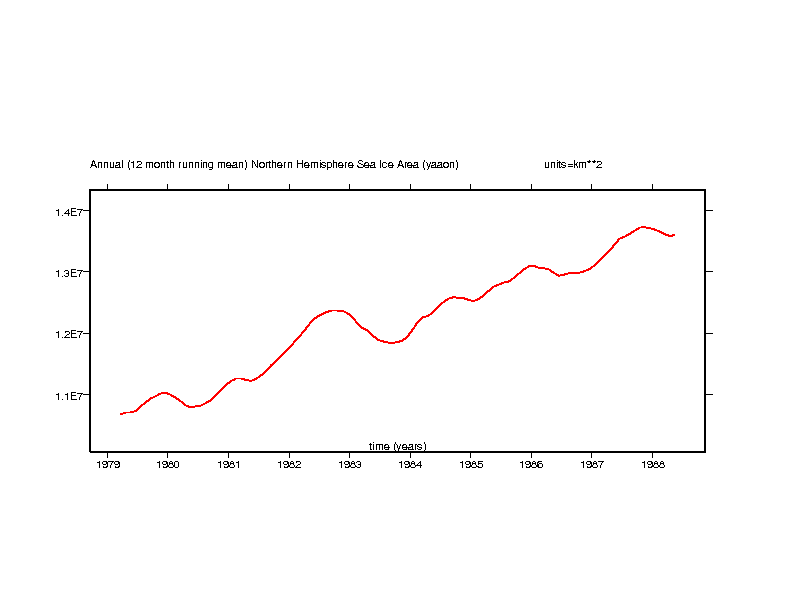 Annual (12 month running mean) Northern Hemisphere Sea Ice Area (yaaon) units=km**2
1.4E7
1.3E7
1.2E7
1.1E7
time (years)
1979 1980 1981 1982 1983 1984 1985 1986 1987 1988